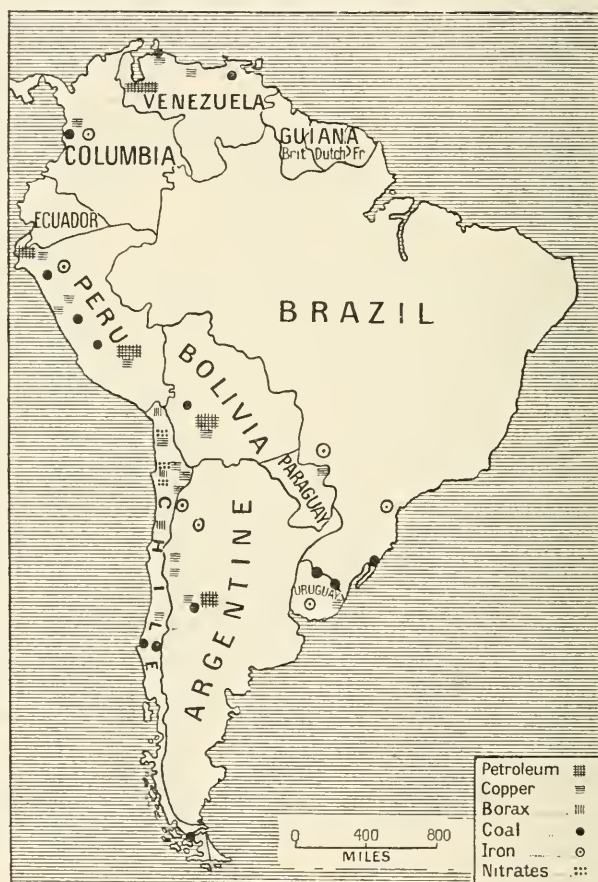 VENEZUELA
GUIANA
Brit Dutch Fr
COLUMBIA
ECUADOR
PERU
BRAZIL
BOLIVIA
PARAGUAY
CHILE
ARGENTINE
URUGUAY
Petroleum
Copper
Borax
Coal
Iron
Nitrates
0 400 800
MILES